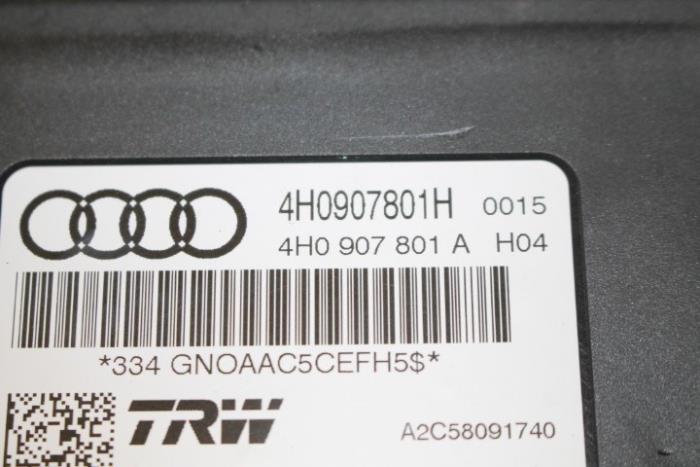 4H0907801H 0015
4H0 907 801 A H04
*334 GNOAAC5CEFH5$*
TRW
A2C58091740